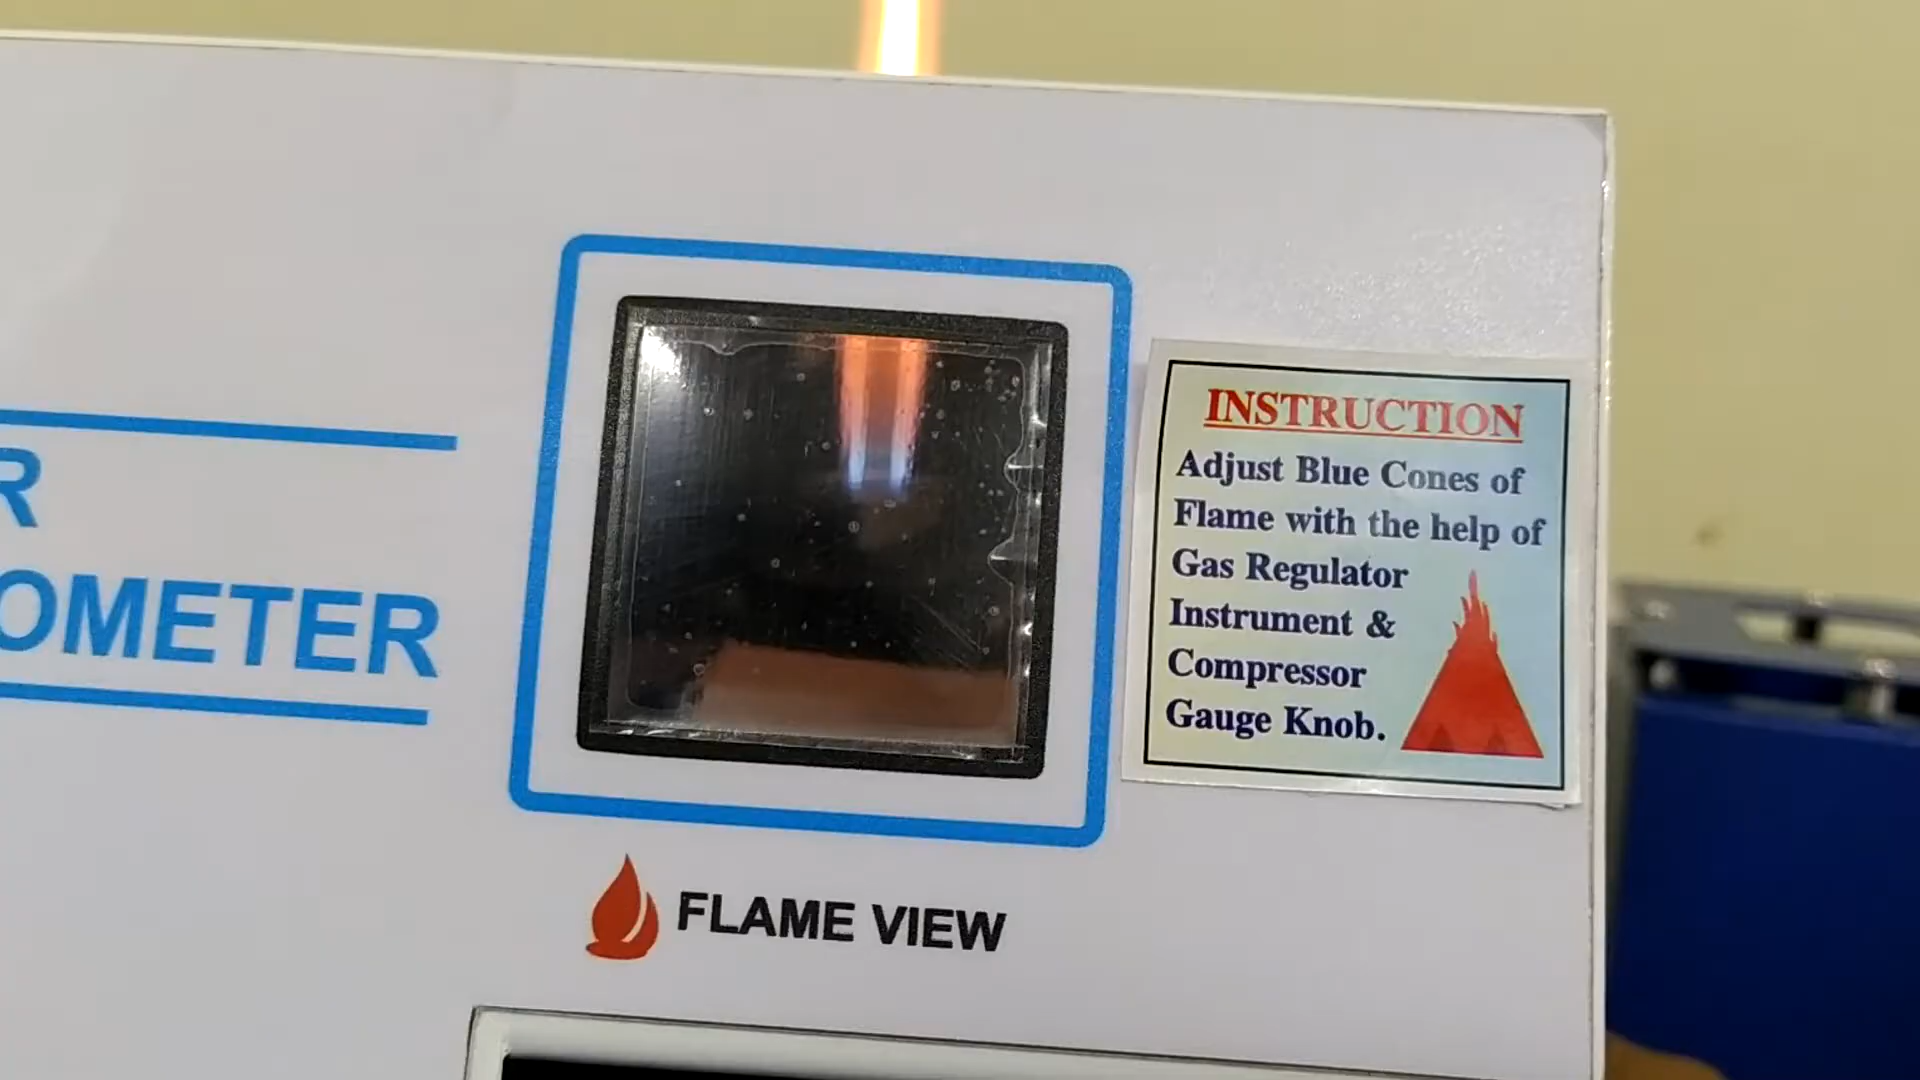 R
OMETER
INSTRUCTION
Adjust Blue Cones of
Flame with the help of
Gas Regulator
Instrument &
Compressor
Gauge Knob.
FLAME VIEW